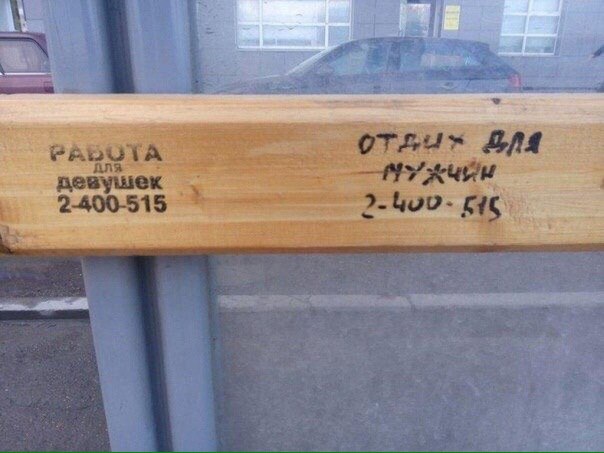 РАБОТА
для
девушек
2-400-515
ОТДЫХ ДЛЯ
МУЖЧИН
2-400-515